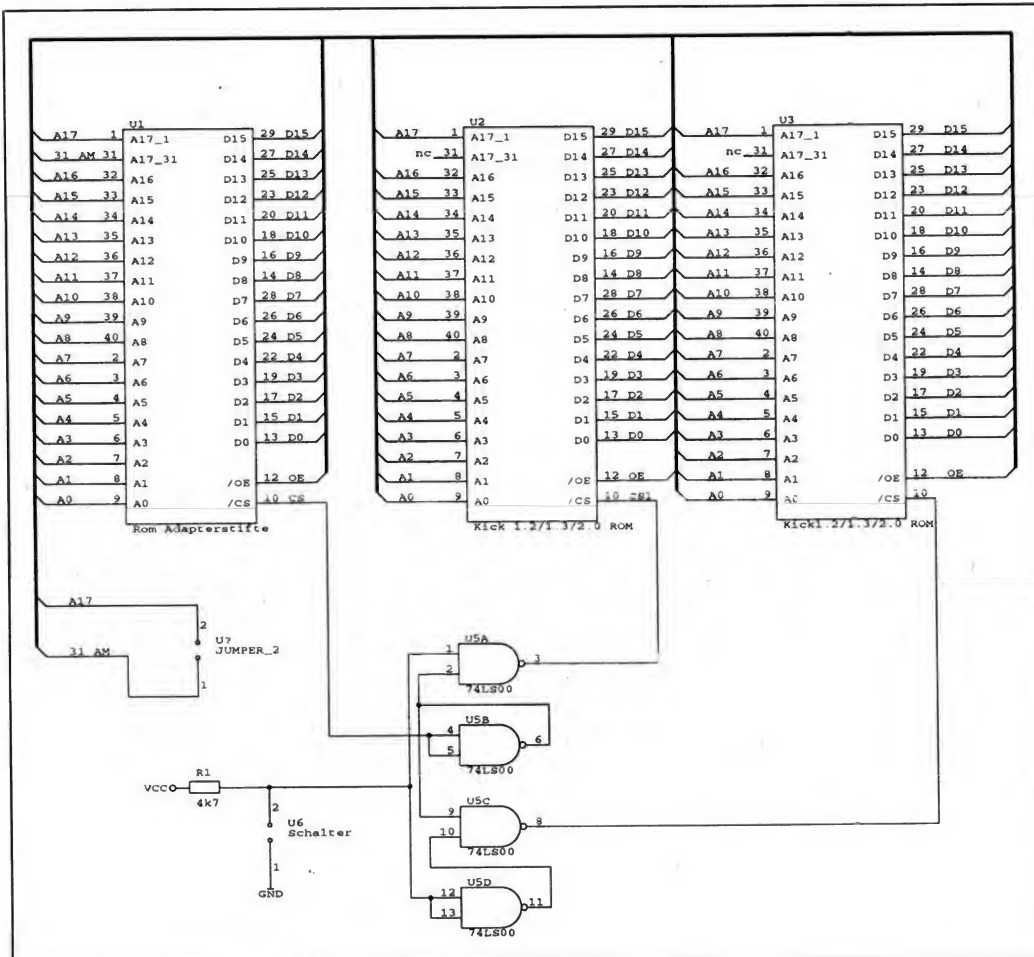 U1
A17 1 A17_1 D15 29 D15
31 AM 31 A17_31 D14 27 D14
A16 32 A16 D13 25 D13
A15 33 A15 D12 23 D12
A14 34 A14 D11 20 D11
A13 35 A13 D10 18 D10
A12 36 A12 D9 16 D9
A11 37 A11 D8 14 D8
A10 38 A10 D7 28 D7
A9 39 A9 D6 26 D6
A8 40 A8 D5 24 D5
A7 2 A7 D4 22 D4
A6 3 A6 D3 19 D3
A5 4 A5 D2 17 D2
A4 5 A4 D1 15 D1
A3 6 A3 D0 13 D0
A2 7 A2
A1 8 A1 /OE 12 OE
A0 9 A0 /CS 10 CS
Rom Adapterstifte
U2
A17 1 A17_1 D15 29 D15
nc 31 A17_31 D14 27 D14
A16 32 A16 D13 25 D13
A15 33 A15 D12 23 D12
A14 34 A14 D11 20 D11
A13 35 A13 D10 18 D10
A12 36 A12 D9 16 D9
A11 37 A11 D8 14 D8
A10 38 A10 D7 28 D7
A9 39 A9 D6 26 D6
A8 40 A8 D5 24 D5
A7 2 A7 D4 22 D4
A6 3 A6 D3 19 D3
A5 4 A5 D2 17 D2
A4 5 A4 D1 15 D1
A3 6 A3 D0 13 D0
A2 7 A2
A1 8 A1 /OE 12 OE
A0 9 A0 /CS 10 CS1
Kick 1.2/1.3/2.0 ROM
U3
A17 1 A17_1 D15 29 D15
nc 31 A17_31 D14 27 D14
A16 32 A16 D13 25 D13
A15 33 A15 D12 23 D12
A14 34 A14 D11 20 D11
A13 35 A13 D10 18 D10
A12 36 A12 D9 16 D9
A11 37 A11 D8 14 D8
A10 38 A10 D7 28 D7
A9 39 A9 D6 26 D6
A8 40 A8 D5 24 D5
A7 2 A7 D4 22 D4
A6 3 A6 D3 19 D3
A5 4 A5 D2 17 D2
A4 5 A4 D1 15 D1
A3 6 A3 D0 13 D0
A2 7 A2
A1 8 A1 /OE 12 OE
A0 9 A0 /CS 10
Kick1.2/1.3/2.0 ROM
A17
2
U7
JUMPER_2
31 AM
1
U5A
1
2
3
74LS00
U5B
4
5
6
74LS00
VCC
R1
4k7
2
U6
Schalter
1
GND
U5C
9
10
8
74LS00
U5D
12
13
11
74LS00